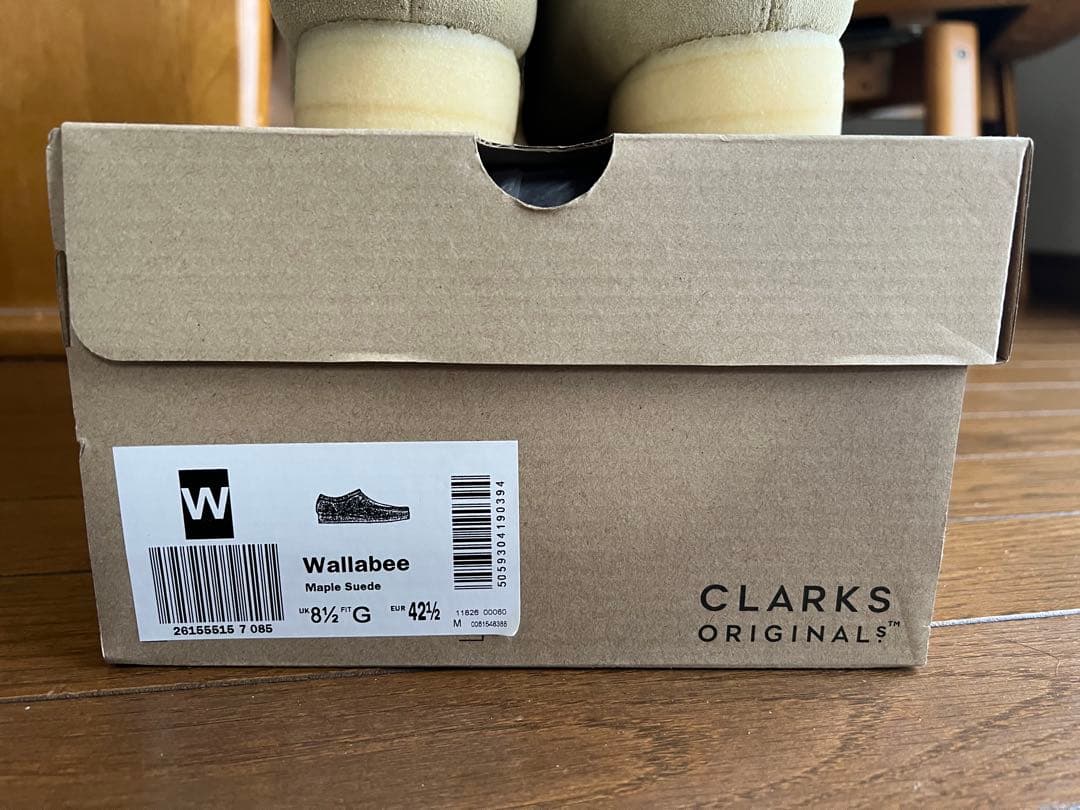 W
Wallabee
Maple Suede
UK 8½ FIT G EUR 42½
26155515 7 085
5059304190394
11826 00060
M
CLARKS
ORIGINALS™